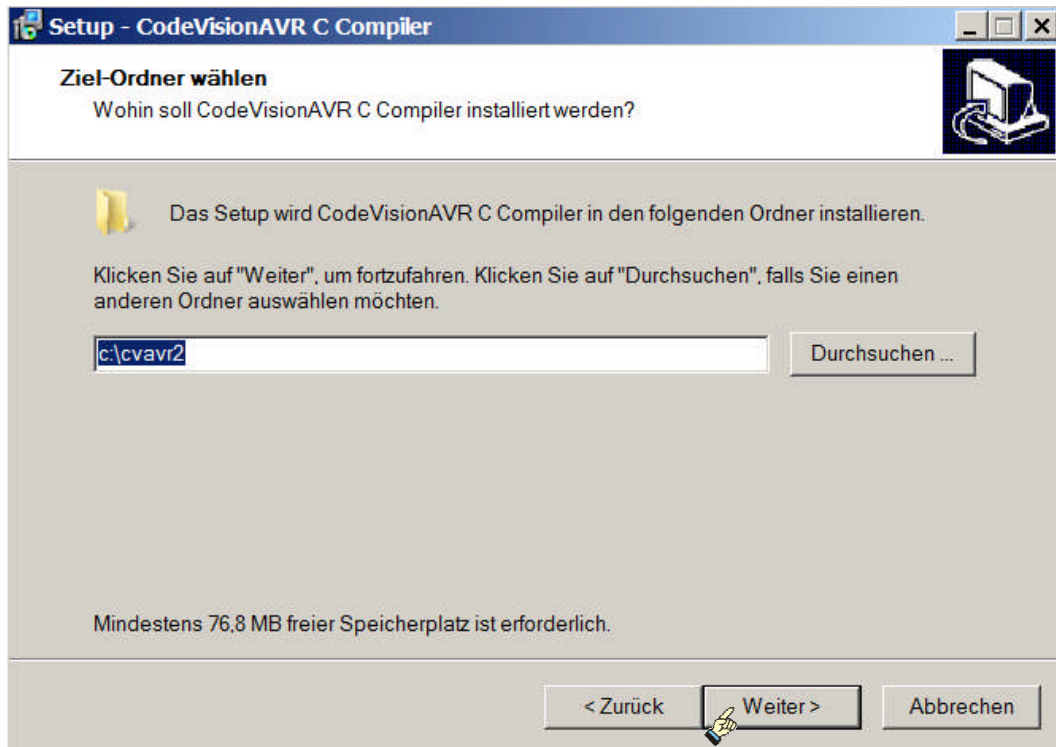 Setup - CodeVisionAVR C Compiler
Ziel-Ordner wählen
Wohin soll CodeVisionAVR C Compiler installiert werden?
Das Setup wird CodeVisionAVR C Compiler in den folgenden Ordner installieren.
Klicken Sie auf "Weiter", um fortzufahren. Klicken Sie auf "Durchsuchen", falls Sie einen
anderen Ordner auswählen möchten.
c:\cvavr2
Durchsuchen ...
Mindestens 76,8 MB freier Speicherplatz ist erforderlich.
< Zurück
Weiter >
Abbrechen